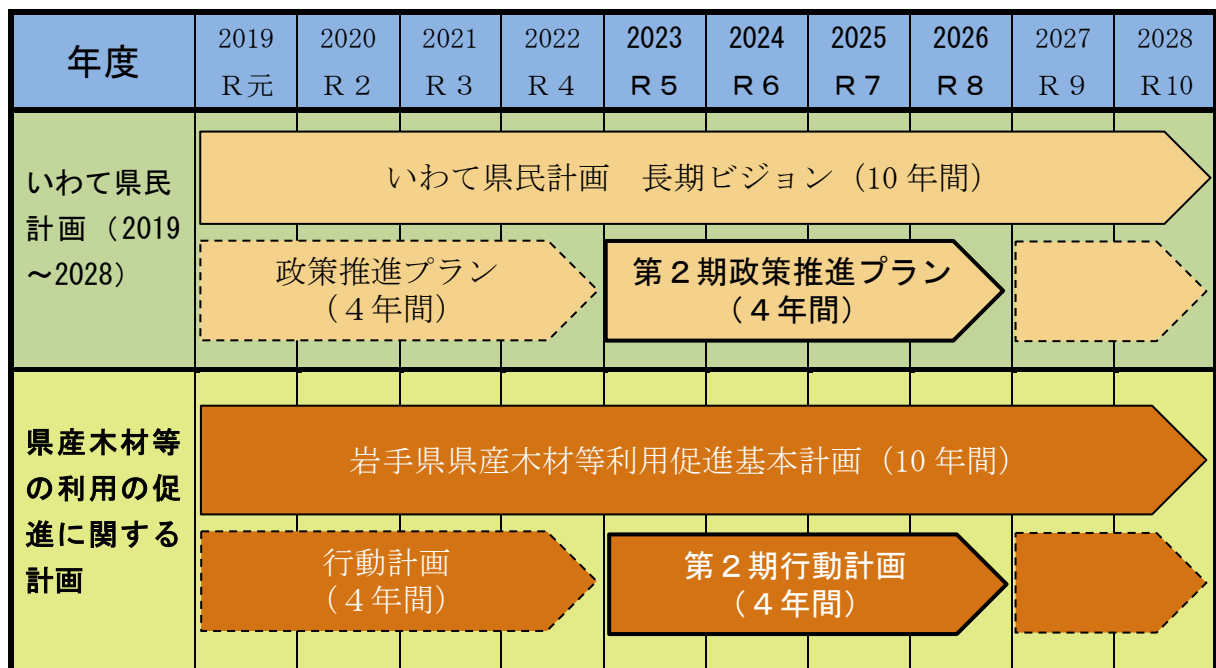 年度
2019 2020 2021 2022 2023 2024 2025 2026 2027 2028
R元 R２ R３ R４ R５ R６ R７ R８ R９ R10
いわて県民
計画（2019
～2028）
いわて県民計画　長期ビジョン（10年間）
政策推進プラン
（４年間）
第２期政策推進プラン
（４年間）
県産木材等
の利用の促
進に関する
計画
岩手県県産木材等利用促進基本計画（10年間）
行動計画
（４年間）
第２期行動計画
（４年間）